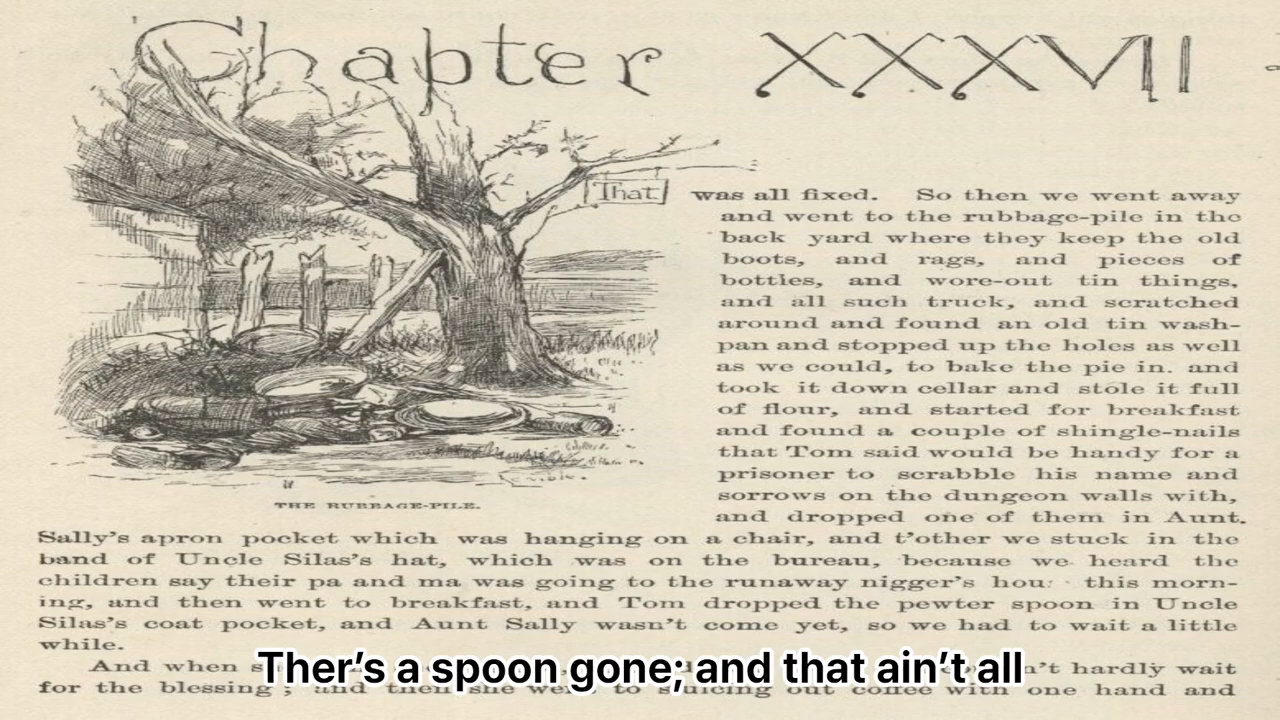 Chapter XXXVII
That was all fixed. So then we went away
and went to the rubbage-pile in the
back yard where they keep the old
boots, and rags, and pieces of
bottles, and wore-out tin things,
and all such truck, and scratched
around and found an old tin wash-
pan and stopped up the holes as well
as we could, to bake the pie in. and
took it down cellar and stole it full
of flour, and started for breakfast
and found a couple of shingle-nails
that Tom said would be handy for a
prisoner to scrabble his name and
sorrows on the dungeon walls with,
and dropped one of them in Aunt.
THE RUBBAGE-PILE.
Sally's apron pocket which was hanging on a chair, and t'other we stuck in the
band of Uncle Silas's hat, which was on the bureau, because we heard the
children say their pa and ma was going to the runaway nigger's this morn-
ing, and then went to breakfast, and Tom dropped the pewter spoon in Uncle
Silas's coat pocket, and Aunt Sally wasn't come yet, so we had to wait a little
while.
And when hardly wait
for the blessing; and then she to sluicing out coffee with one hand and
Ther’s a spoon gone; and that ain’t all